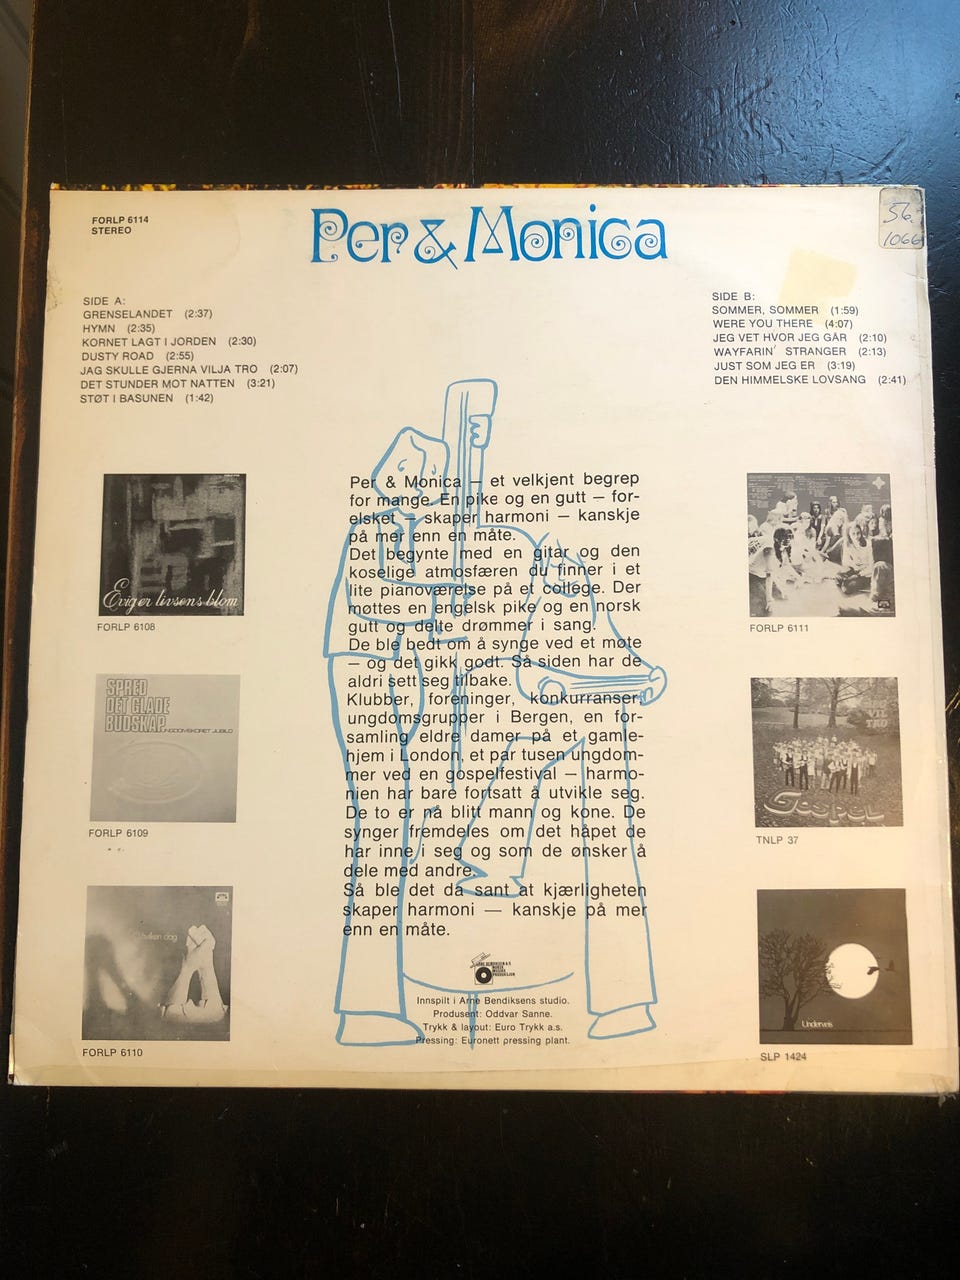 FORLP 6114
STEREO
Per & Monica
56
1066
SIDE A:
GRENSELANDET (2:37)
HYMN (2:35)
KORNET LAGT I JORDEN (2:30)
DUSTY ROAD (2:55)
JAG SKULLE GJERNA VILJA TRO (2:07)
DET STUNDER MOT NATTEN (3:21)
STØT I BASUNEN (1:42)
SIDE B:
SOMMER, SOMMER (1:59)
WERE YOU THERE (4:07)
JEG VET HVOR JEG GÅR (2:10)
WAYFARIN' STRANGER (2:13)
JUST SOM JEG ER (3:19)
DEN HIMMELSKE LOVSANG (2:41)
Per & Monica – et velkjent begrep
for mange. En pike og en gutt – for-
elsket – skaper harmoni – kanskje
på mer enn en måte.
Det begynte med en gitar og den
koselige atmosfæren du finner i et
lite pianoværelse på et college. Der
møttes en engelsk pike og en norsk
gutt og delte drømmer i sang.
De ble bedt om å synge ved et møte
– og det gikk godt. Så siden har de
aldri sett seg tilbake.
Klubber, foreninger, konkurranser,
ungdomsgrupper i Bergen, en for-
samling eldre damer på et gamle-
hjem i London, et par tusen ungdom-
mer ved en gospelfestival – harmo-
nien har bare fortsatt å utvikle seg.
De to er nå blitt mann og kone. De
synger fremdeles om det håpet de
har inne i seg og som de ønsker å
dele med andre.
Så ble det da sant at kjærligheten
skaper harmoni — kanskje på mer
enn en måte.
Evig er livsens blom
FORLP 6108
SPRED
DET GLADE
BUDSKAP
UNGDOMSKORET JUBILO
FORLP 6109
hvilken dag
FORLP 6110
FORLP 6111
JEG
VIL
TRO
GOSPEL
TNLP 37
Underveis
SLP 1424
ARNE BENDIKSEN A/S
NORSK
MUSIKK
PRODUKSJON
Innspilt i Arne Bendiksens studio.
Produsent: Oddvar Sanne.
Trykk & layout: Euro Trykk a.s.
Pressing: Euronett pressing plant.